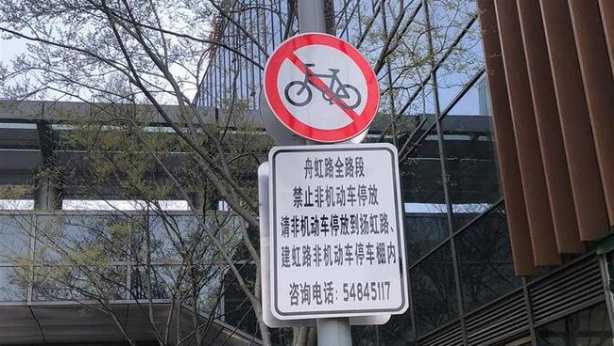 舟虹路全路段
禁止非机动车停放
请非机动车停放到扬虹路、
建虹路非机动车停车棚内
咨询电话：54845117